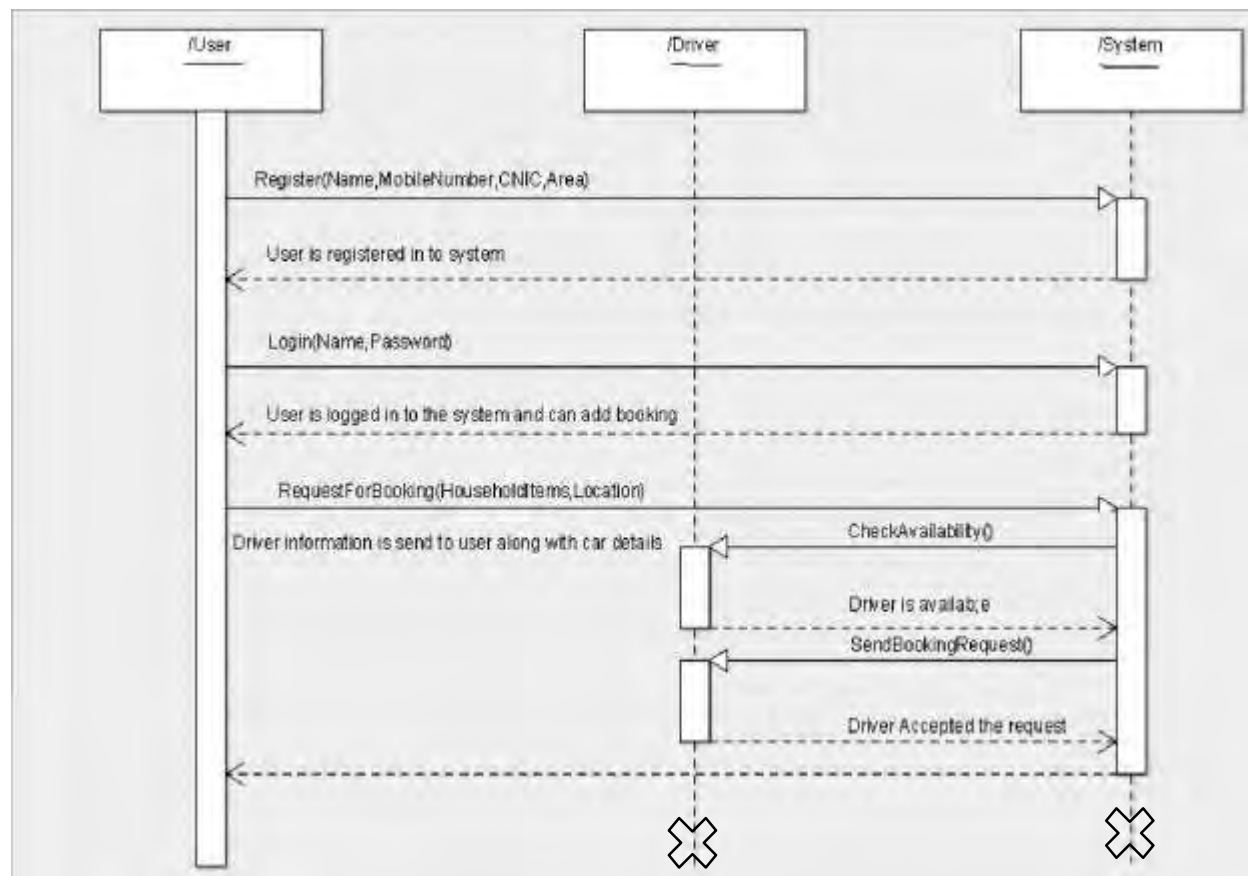 /User
/Driver
/System
Register(Name,MobileNumber,CNIC,Area)
User is registered in to system
Login(Name,Password)
User is logged in to the system and can add booking
RequestForBooking(HouseholdItems,Location)
CheckAvailability()
Driver information is send to user along with car details
Driver is availab;e
SendBookingRequest()
Driver Accepted the request